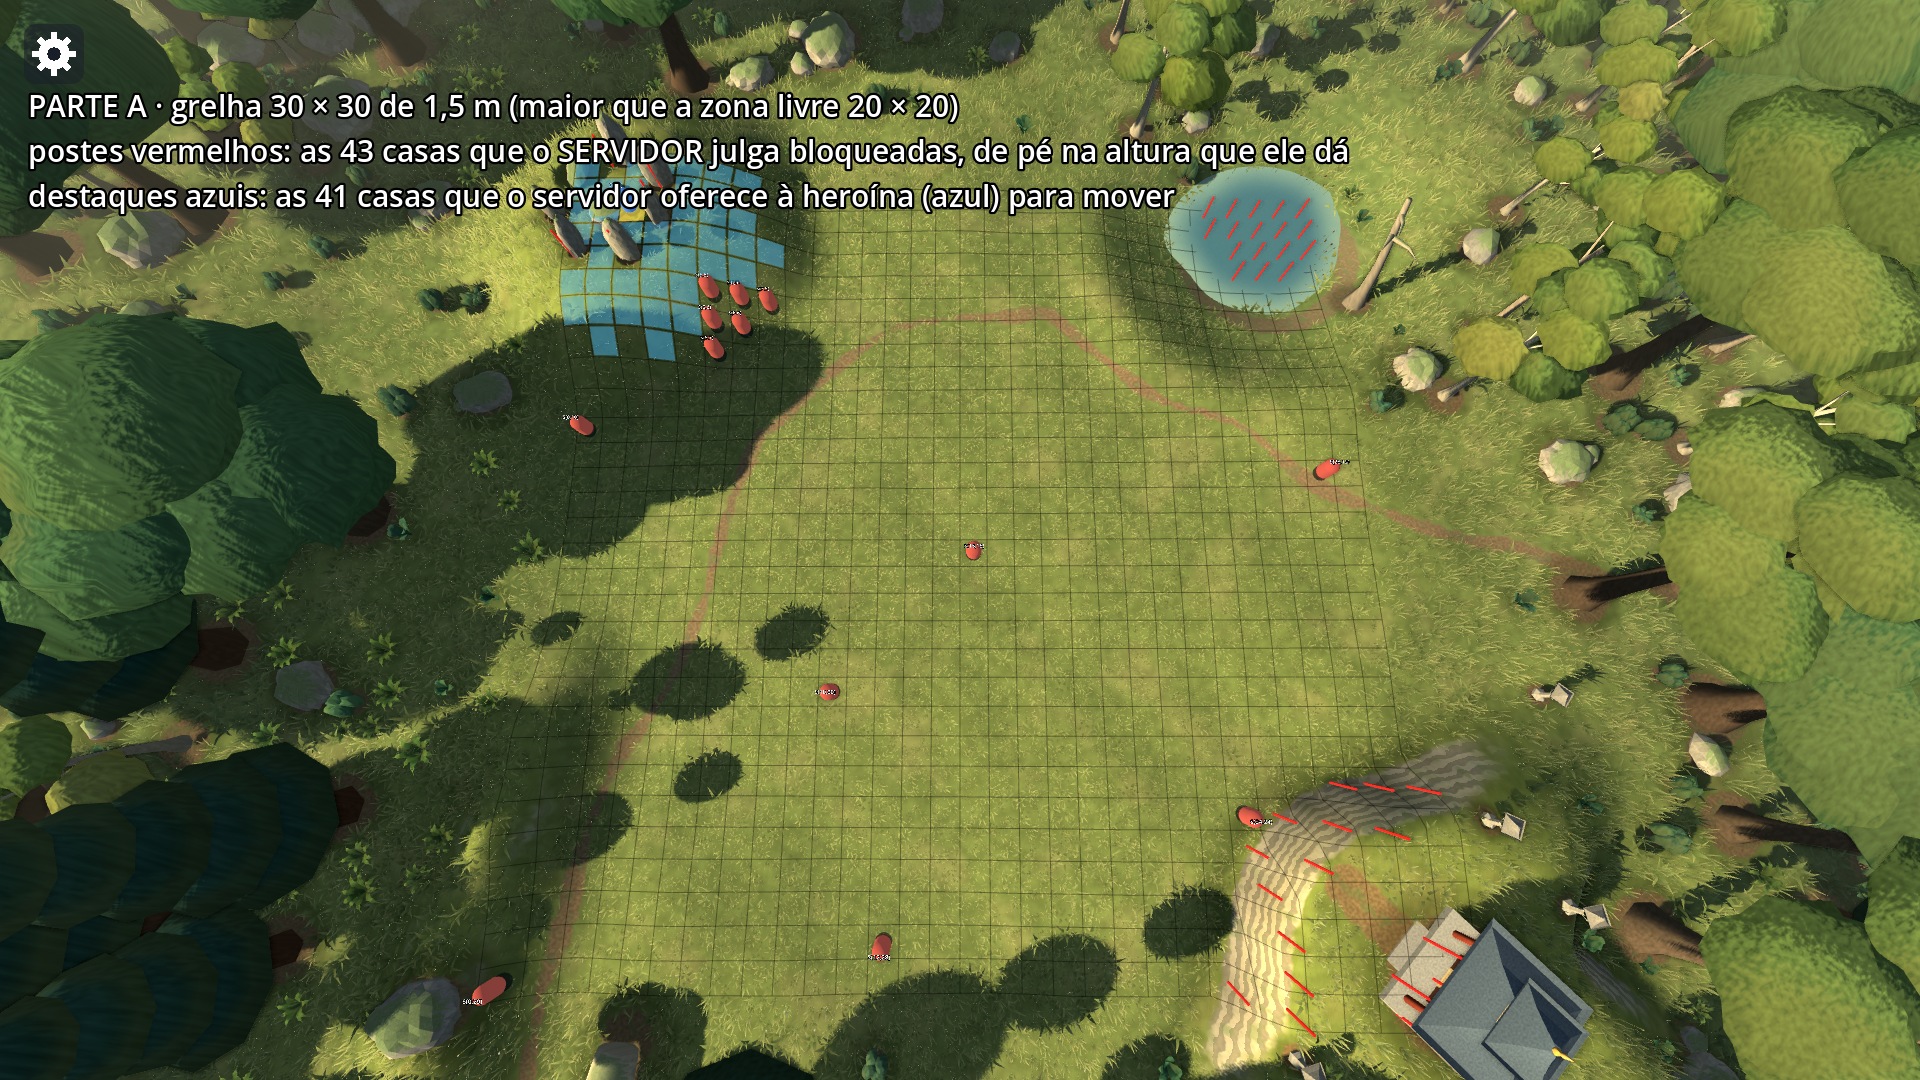 PARTE A · grelha 30 × 30 de 1,5 m (maior que a zona livre 20 × 20)
postes vermelhos: as 43 casas que o SERVIDOR julga bloqueadas, de pé na altura que ele dá
destaques azuis: as 41 casas que o servidor oferece à heroína (azul) para mover